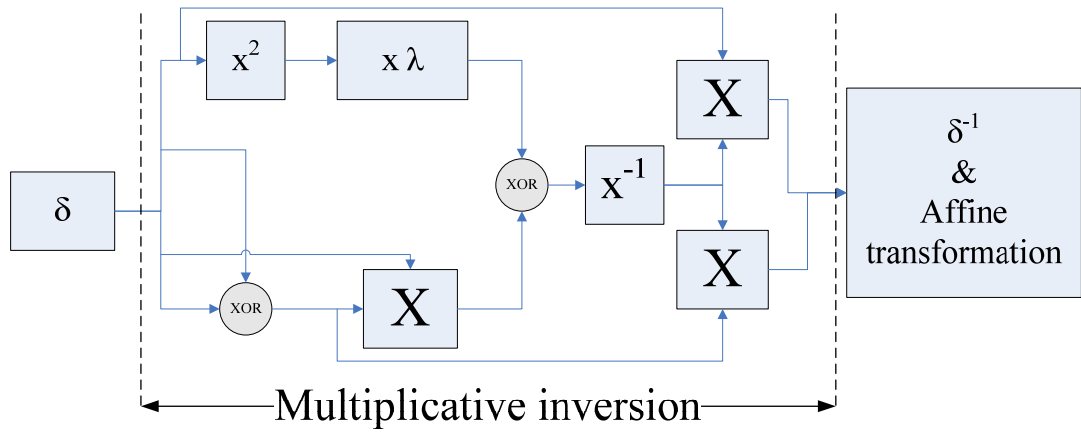 δ
x²
x λ
XOR
X
XOR
x⁻¹
X
X
δ⁻¹
&
Affine
transformation
Multiplicative inversion